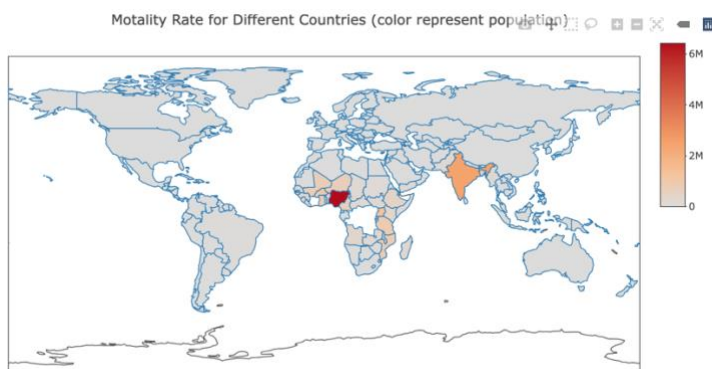 Motality Rate for Different Countries (color represent population)
6M
4M
2M
0